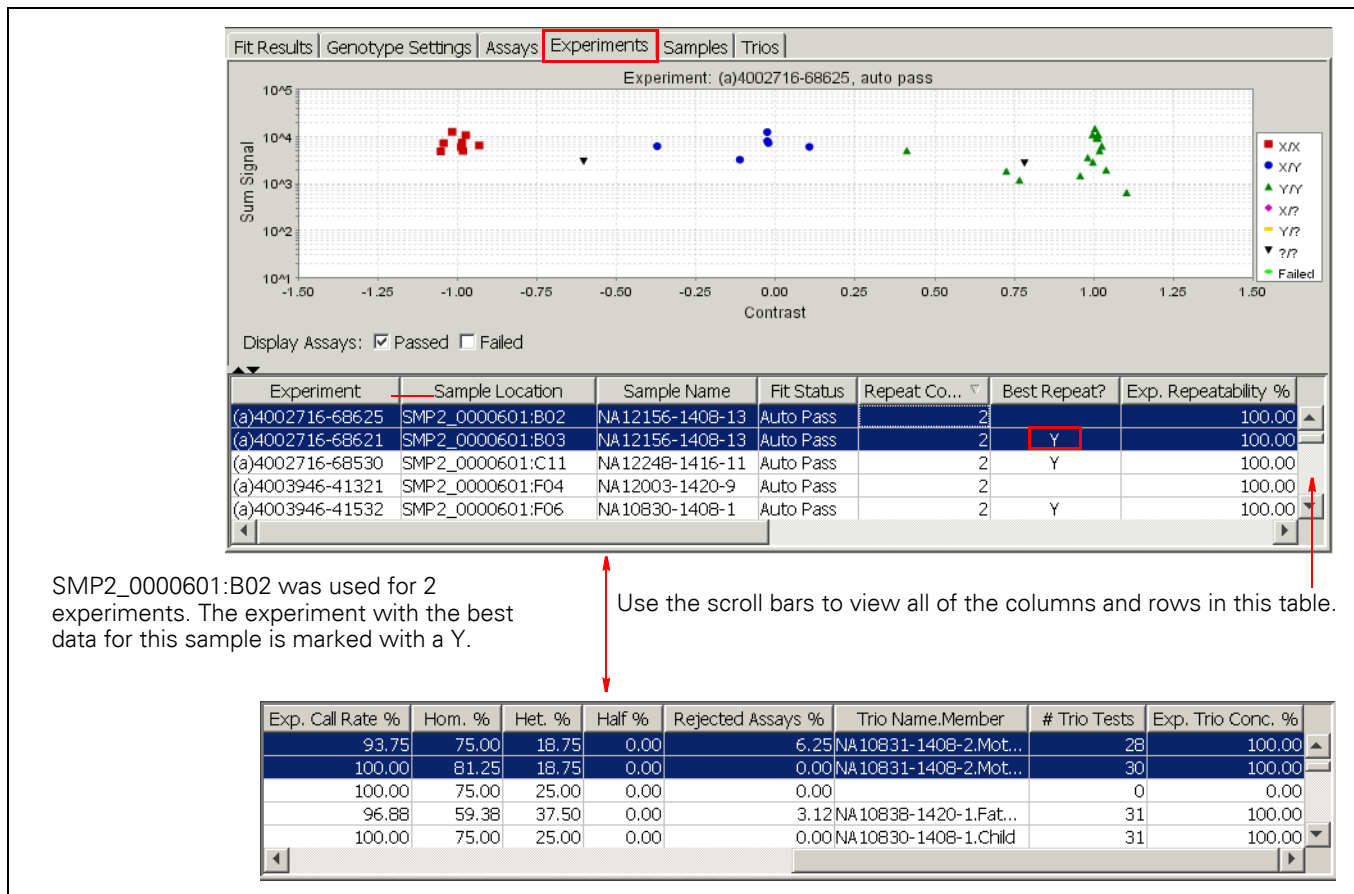 Fit Results Genotype Settings Assays Experiments Samples Trios
Experiment: (a)4002716-68625, auto pass
10^5
10^4
10^3
10^2
10^1
Sum Signal
-1.50 -1.25 -1.00 -0.75 -0.50 -0.25 0.00 0.25 0.50 0.75 1.00 1.25 1.50
Contrast
X/X
X/Y
Y/Y
X/?
Y/?
?/?
Failed
Display Assays: Passed Failed
Experiment Sample Location Sample Name Fit Status Repeat Co... Best Repeat? Exp. Repeatability %
(a)4002716-68625 SMP2_0000601:B02 NA12156-1408-13 Auto Pass 2 100.00
(a)4002716-68621 SMP2_0000601:B03 NA12156-1408-13 Auto Pass 2 Y 100.00
(a)4002716-68530 SMP2_0000601:C11 NA12248-1416-11 Auto Pass 2 Y 100.00
(a)4003946-41321 SMP2_0000601:F04 NA12003-1420-9 Auto Pass 2 100.00
(a)4003946-41532 SMP2_0000601:F06 NA10830-1408-1 Auto Pass 2 Y 100.00
SMP2_0000601:B02 was used for 2
experiments. The experiment with the best
data for this sample is marked with a Y.
Use the scroll bars to view all of the columns and rows in this table.
Exp. Call Rate % Hom. % Het. % Half % Rejected Assays % Trio Name.Member # Trio Tests Exp. Trio Conc. %
93.75 75.00 18.75 0.00 6.25 NA10831-1408-2.Mot... 28 100.00
100.00 81.25 18.75 0.00 0.00 NA10831-1408-2.Mot... 30 100.00
100.00 75.00 25.00 0.00 0.00 0 0.00
96.88 59.38 37.50 0.00 3.12 NA10838-1420-1.Fat... 31 100.00
100.00 75.00 25.00 0.00 0.00 NA10830-1408-1.Child 31 100.00